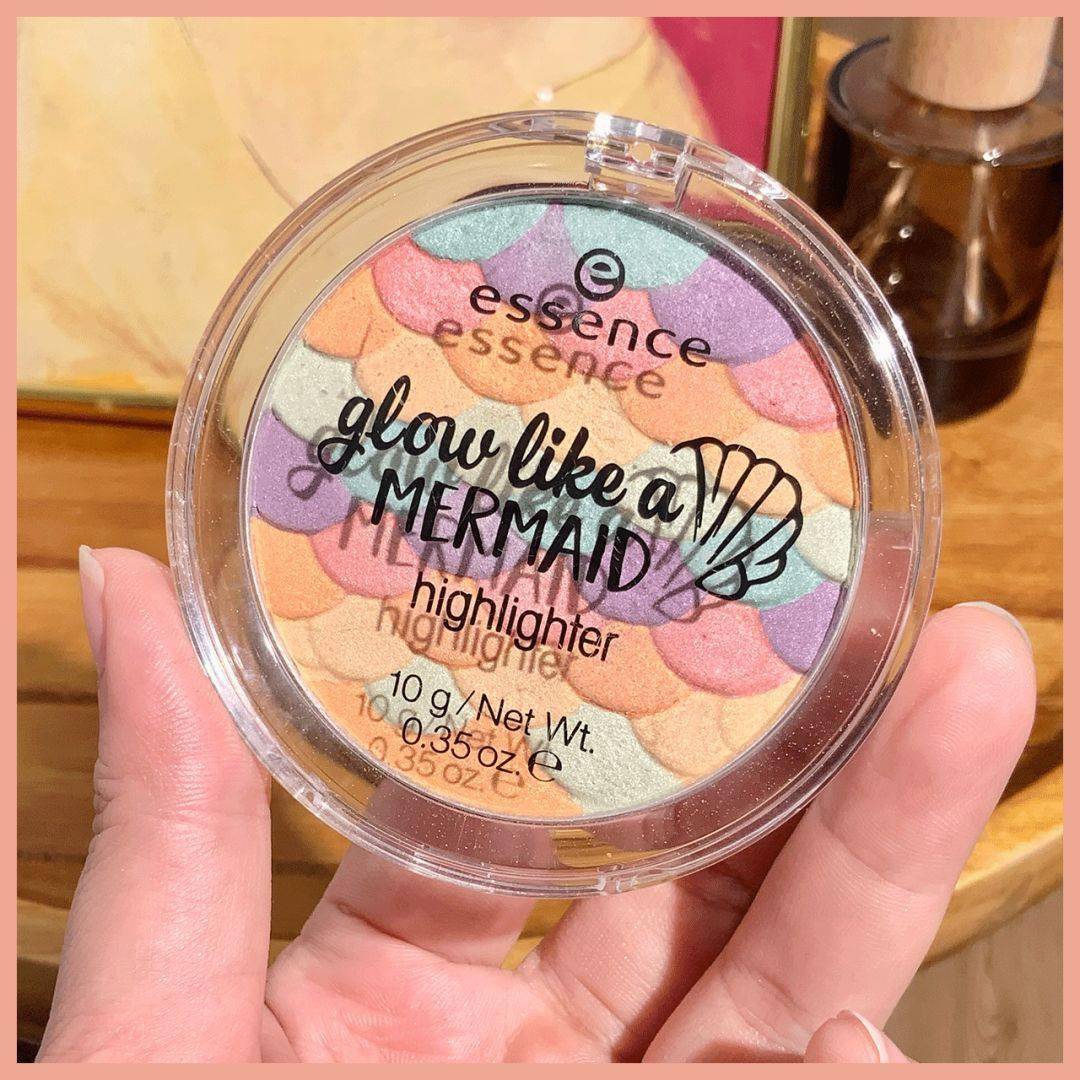 e
essence
glow like a
MERMAID
highlighter
10 g / Net Wt.
0.35 oz. ℮